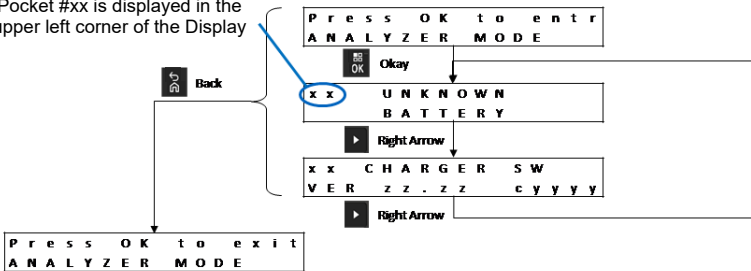 Pocket #xx is displayed in the
upper left corner of the Display
Press OK to entr
ANALYZER MODE
OK Okay
Back
xx UNKNOWN
BATTERY
Right Arrow
xx CHARGER SW
VER zz.zz cyyyy
Right Arrow
Press OK to exit
ANALYZER MODE